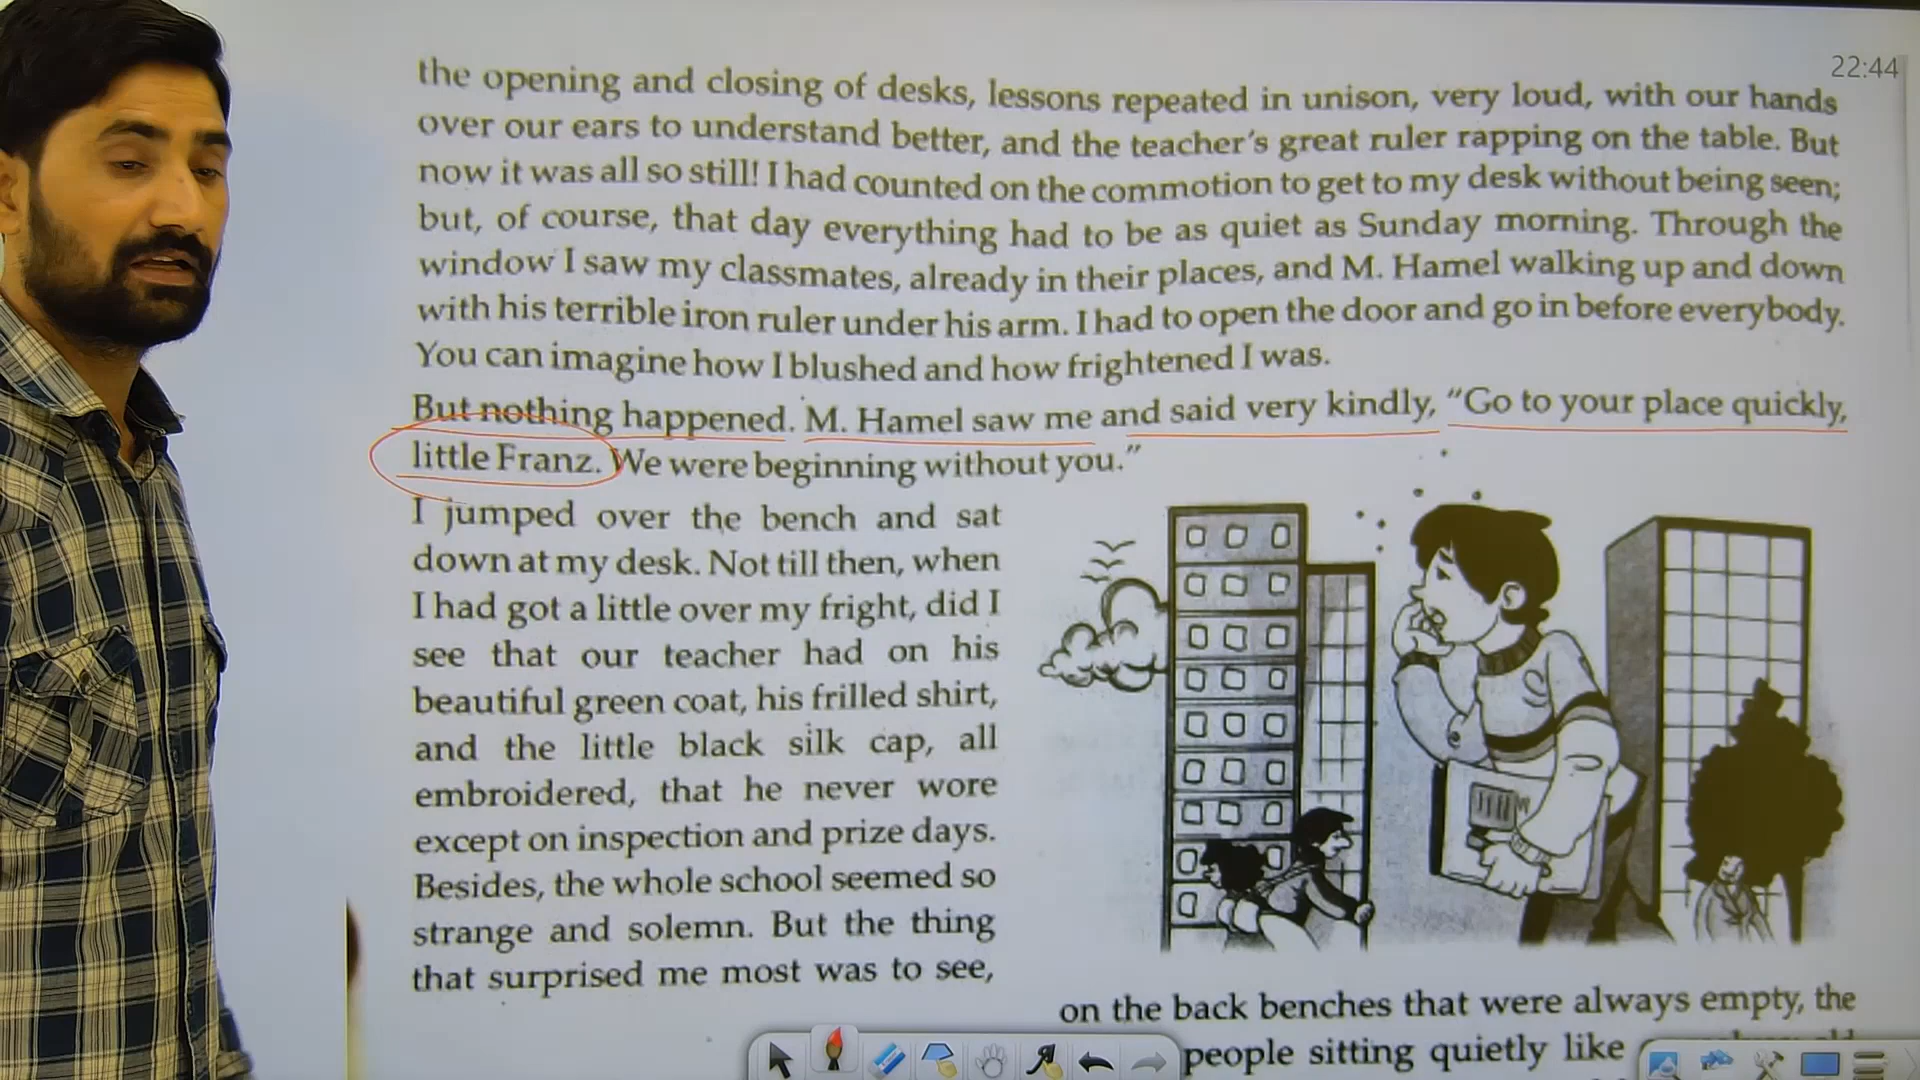 22:44
the opening and closing of desks, lessons repeated in unison, very loud, with our hands
over our ears to understand better, and the teacher's great ruler rapping on the table. But
now it was all so still! I had counted on the commotion to get to my desk without being seen;
but, of course, that day everything had to be as quiet as Sunday morning. Through the
window I saw my classmates, already in their places, and M. Hamel walking up and down
with his terrible iron ruler under his arm. I had to open the door and go in before everybody.
You can imagine how I blushed and how frightened I was.
But nothing happened. M. Hamel saw me and said very kindly, "Go to your place quickly,
little Franz. We were beginning without you."
I jumped over the bench and sat
down at my desk. Not till then, when
I had got a little over my fright, did I
see that our teacher had on his
beautiful green coat, his frilled shirt,
and the little black silk cap, all
embroidered, that he never wore
except on inspection and prize days.
Besides, the whole school seemed so
strange and solemn. But the thing
that surprised me most was to see,
on the back benches that were always empty, the
people sitting quietly like